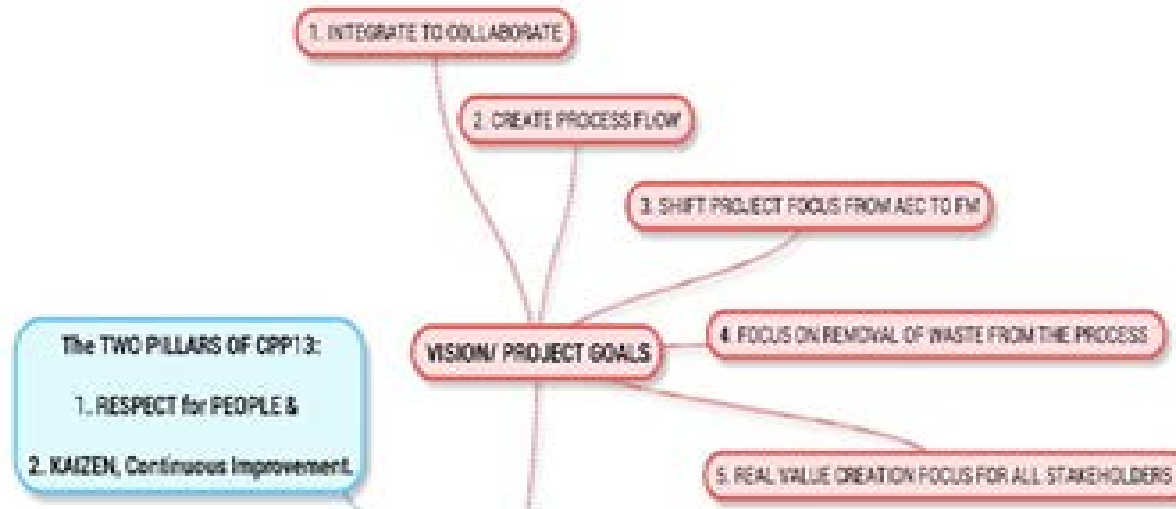 1. INTEGRATE TO COLLABORATE
2. CREATE PROCESS FLOW
3. SHIFT PROJECT FOCUS FROM AEC TO FM
VISION/ PROJECT GOALS
4. FOCUS ON REMOVAL OF WASTE FROM THE PROCESS
5. REAL VALUE CREATION FOCUS FOR ALL STAKEHOLDERS
The TWO PILLARS OF CPP13:
1. RESPECT for PEOPLE &
2. KAIZEN, Continuous Improvement.